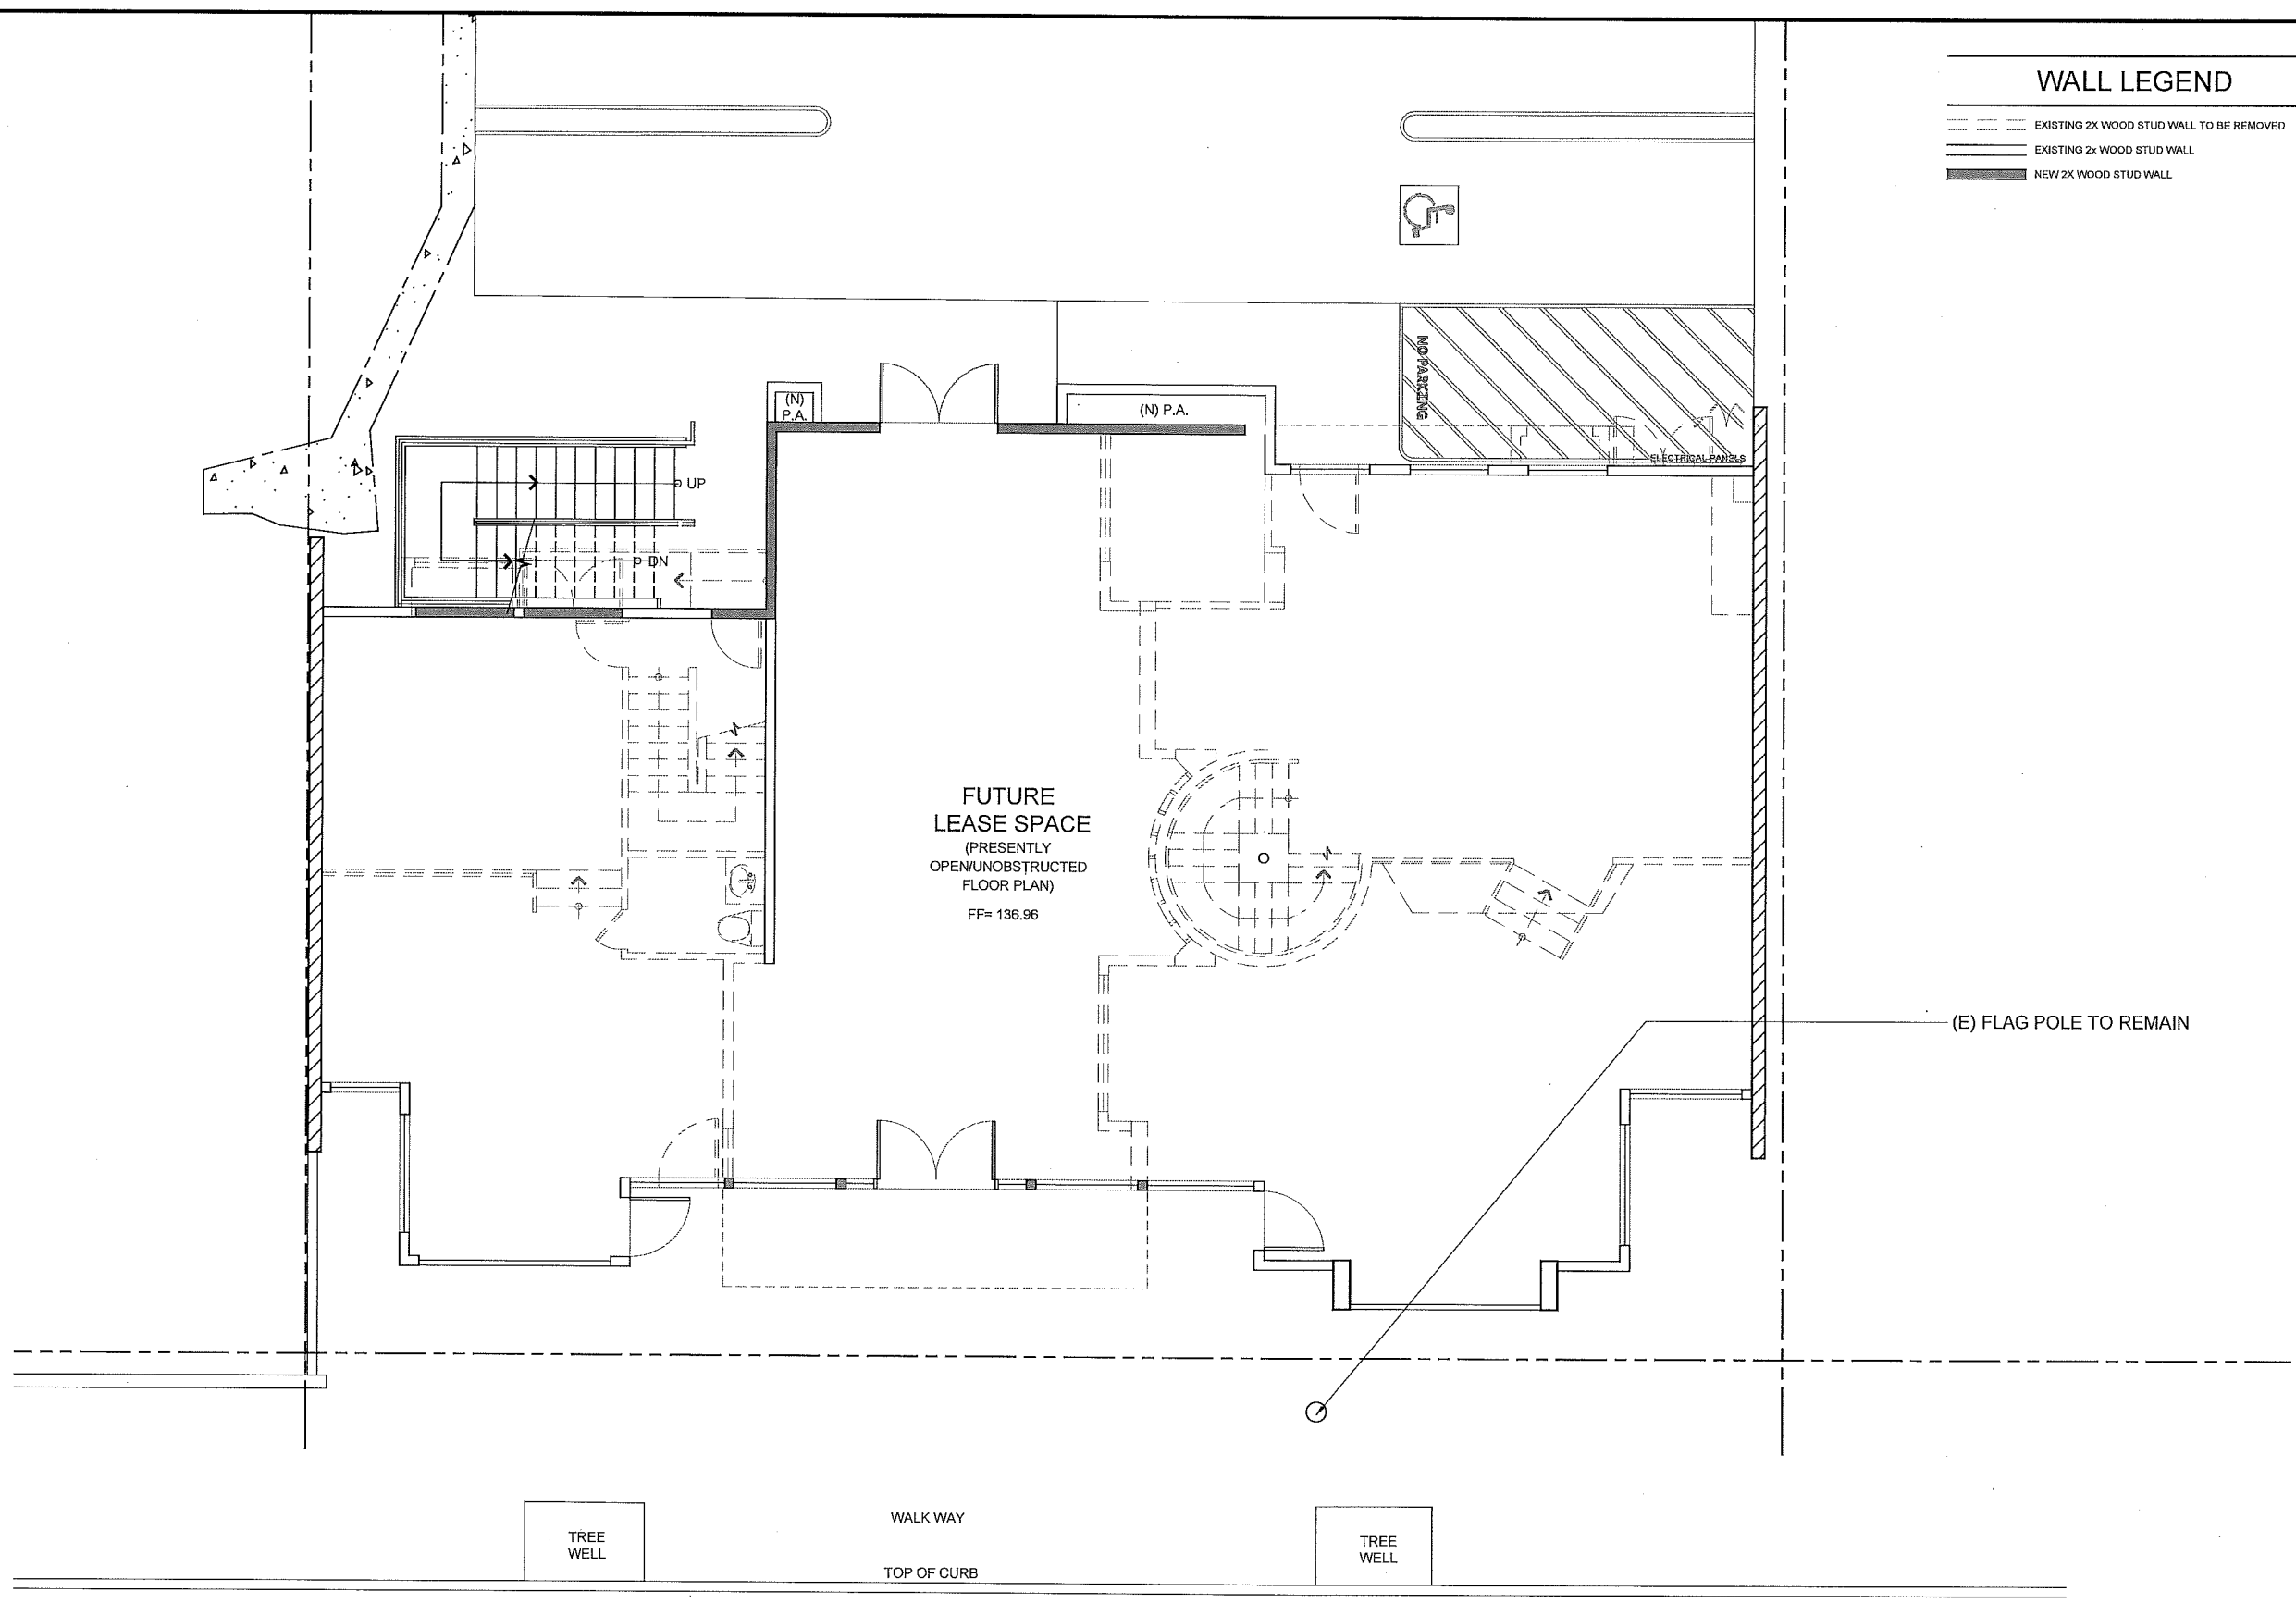 WALL LEGEND
EXISTING 2X WOOD STUD WALL TO BE REMOVED
EXISTING 2x WOOD STUD WALL
NEW 2X WOOD STUD WALL
NO PARKING
(N)
P.A.
(N) P.A.
ELECTRICAL PANELS
UP
DN
FUTURE
LEASE SPACE
(PRESENTLY
OPEN/UNOBSTRUCTED
FLOOR PLAN)
FF= 136.96
(E) FLAG POLE TO REMAIN
TREE
WELL
WALK WAY
TOP OF CURB
TREE
WELL